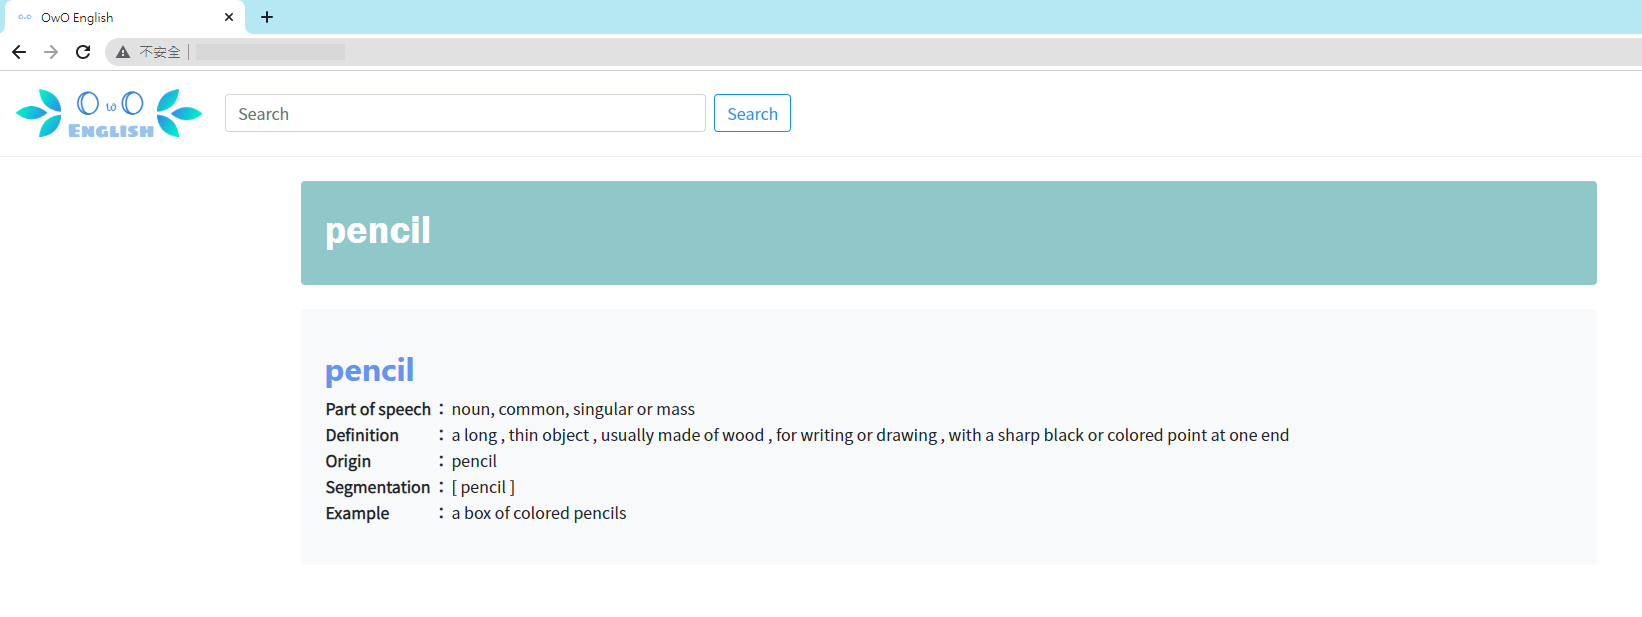 OwO English
不安全
OwO
ENGLISH
Search
Search
pencil
pencil
Part of speech : noun, common, singular or mass
Definition : a long , thin object , usually made of wood , for writing or drawing , with a sharp black or colored point at one end
Origin : pencil
Segmentation : [ pencil ]
Example : a box of colored pencils